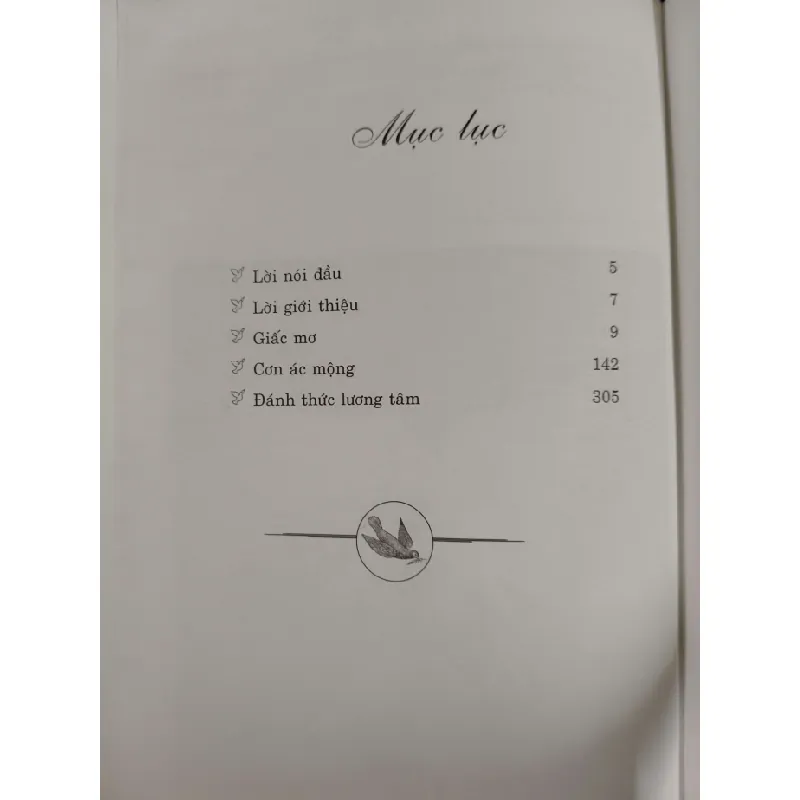 Mục lục
Lời nói đầu 5
Lời giới thiệu 7
Giấc mơ 9
Cơn ác mộng 142
Đánh thức lương tâm 305